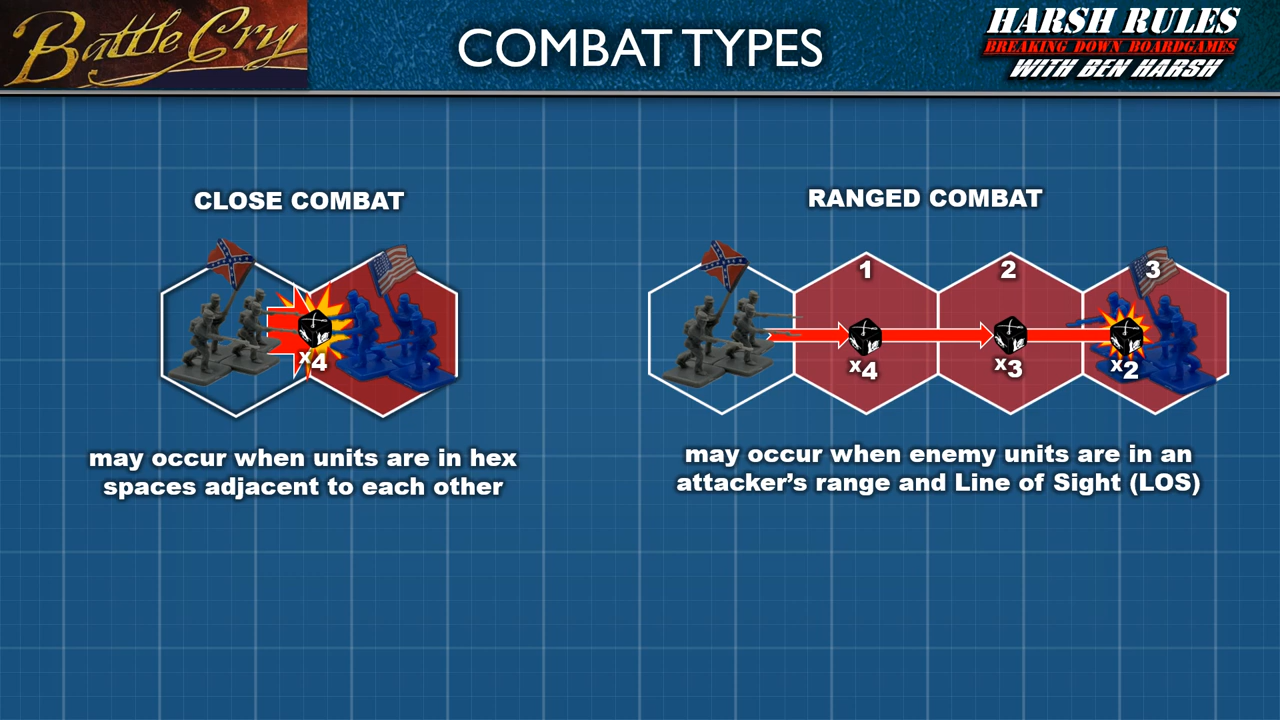 Battle Cry
COMBAT TYPES
HARSH RULES
BREAKING DOWN BOARDGAMES
WITH BEN HARSH
CLOSE COMBAT
x4
may occur when units are in hex
spaces adjacent to each other
RANGED COMBAT
1 2 3
x4 x3 x2
may occur when enemy units are in an
attacker’s range and Line of Sight (LOS)